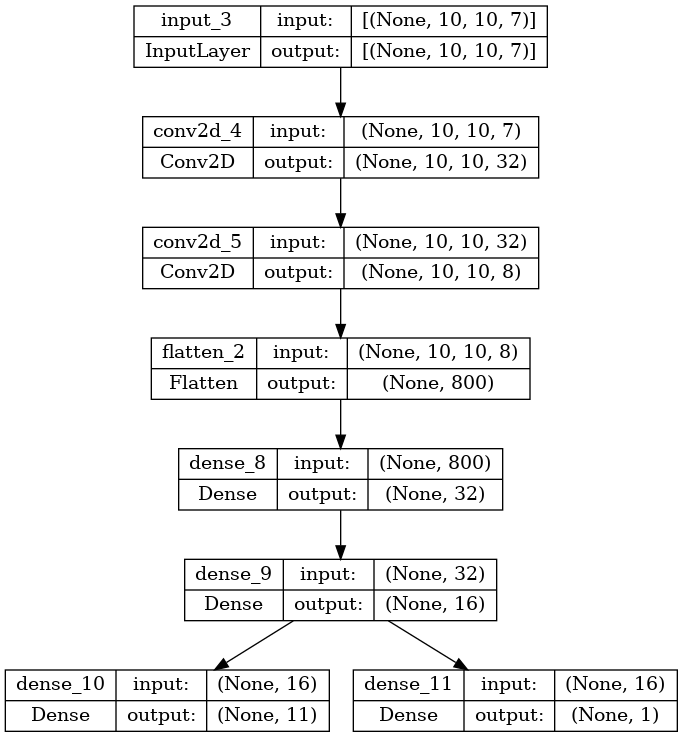 input_3 input: [(None, 10, 10, 7)]
InputLayer output: [(None, 10, 10, 7)]
conv2d_4 input: (None, 10, 10, 7)
Conv2D output: (None, 10, 10, 32)
conv2d_5 input: (None, 10, 10, 32)
Conv2D output: (None, 10, 10, 8)
flatten_2 input: (None, 10, 10, 8)
Flatten output: (None, 800)
dense_8 input: (None, 800)
Dense output: (None, 32)
dense_9 input: (None, 32)
Dense output: (None, 16)
dense_10 input: (None, 16)
Dense output: (None, 11)
dense_11 input: (None, 16)
Dense output: (None, 1)